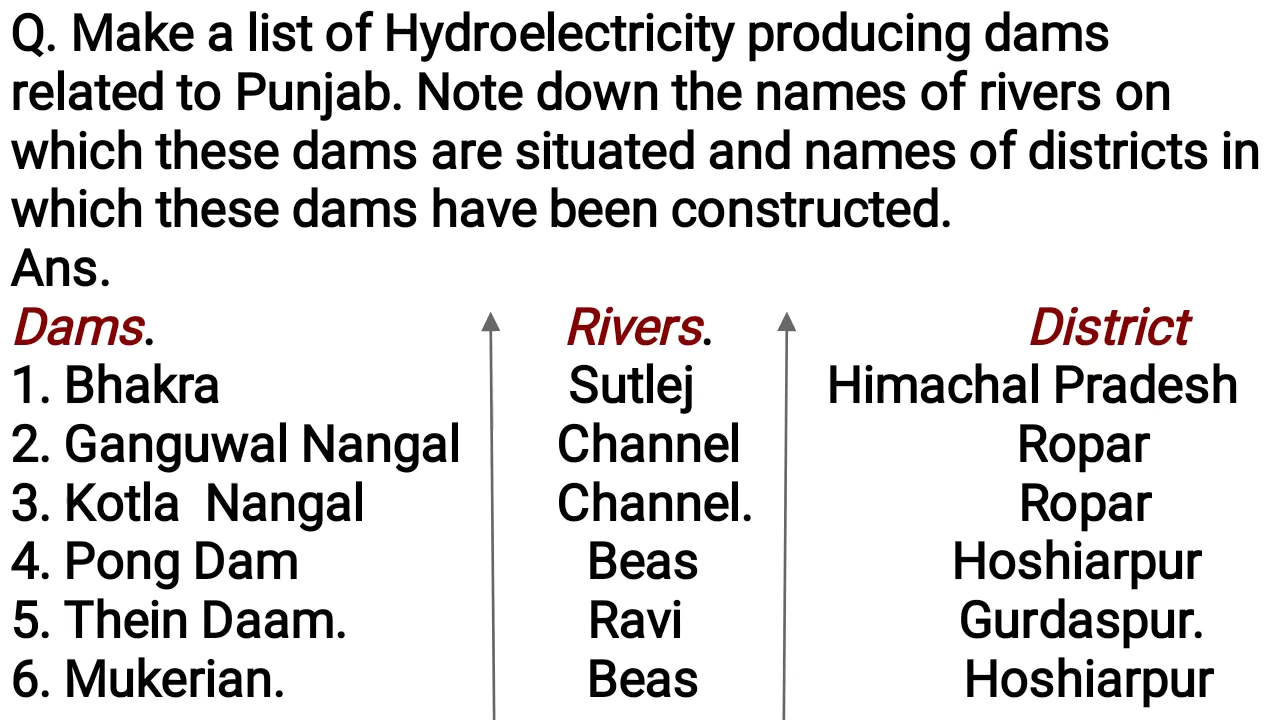 Q. Make a list of Hydroelectricity producing dams
related to Punjab. Note down the names of rivers on
which these dams are situated and names of districts in
which these dams have been constructed.
Ans.
Dams. Rivers. District
1. Bhakra Sutlej Himachal Pradesh
2. Ganguwal Nangal Channel Ropar
3. Kotla Nangal Channel. Ropar
4. Pong Dam Beas Hoshiarpur
5. Thein Daam. Ravi Gurdaspur.
6. Mukerian. Beas Hoshiarpur